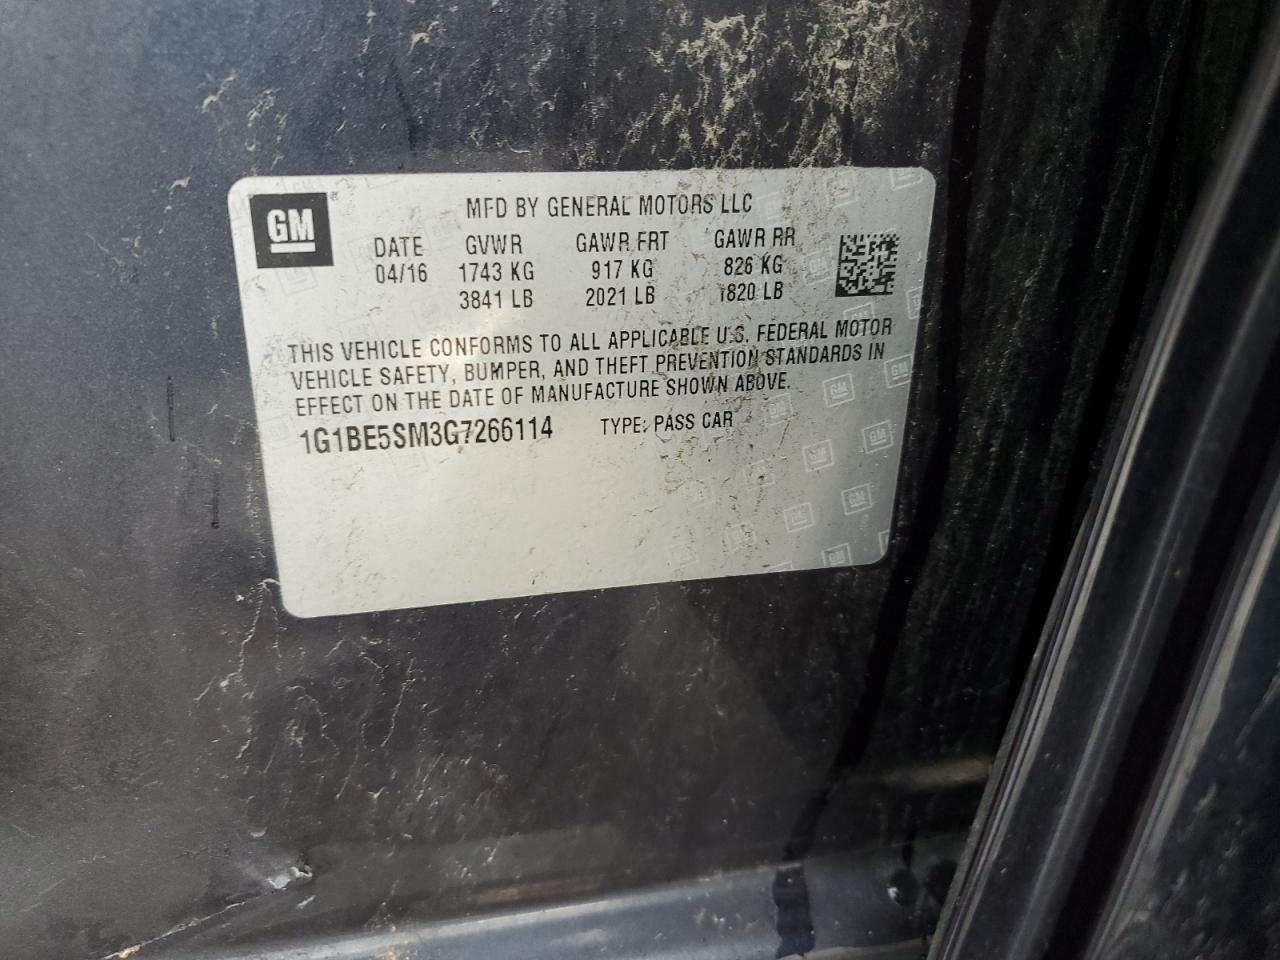 GM
MFD BY GENERAL MOTORS LLC
DATE GVWR GAWR FRT GAWR RR
04/16 1743 KG 917 KG 826 KG
3841 LB 2021 LB 1820 LB
THIS VEHICLE CONFORMS TO ALL APPLICABLE U.S. FEDERAL MOTOR
VEHICLE SAFETY, BUMPER, AND THEFT PREVENTION STANDARDS IN
EFFECT ON THE DATE OF MANUFACTURE SHOWN ABOVE.
1G1BE5SM3G7266114 TYPE: PASS CAR